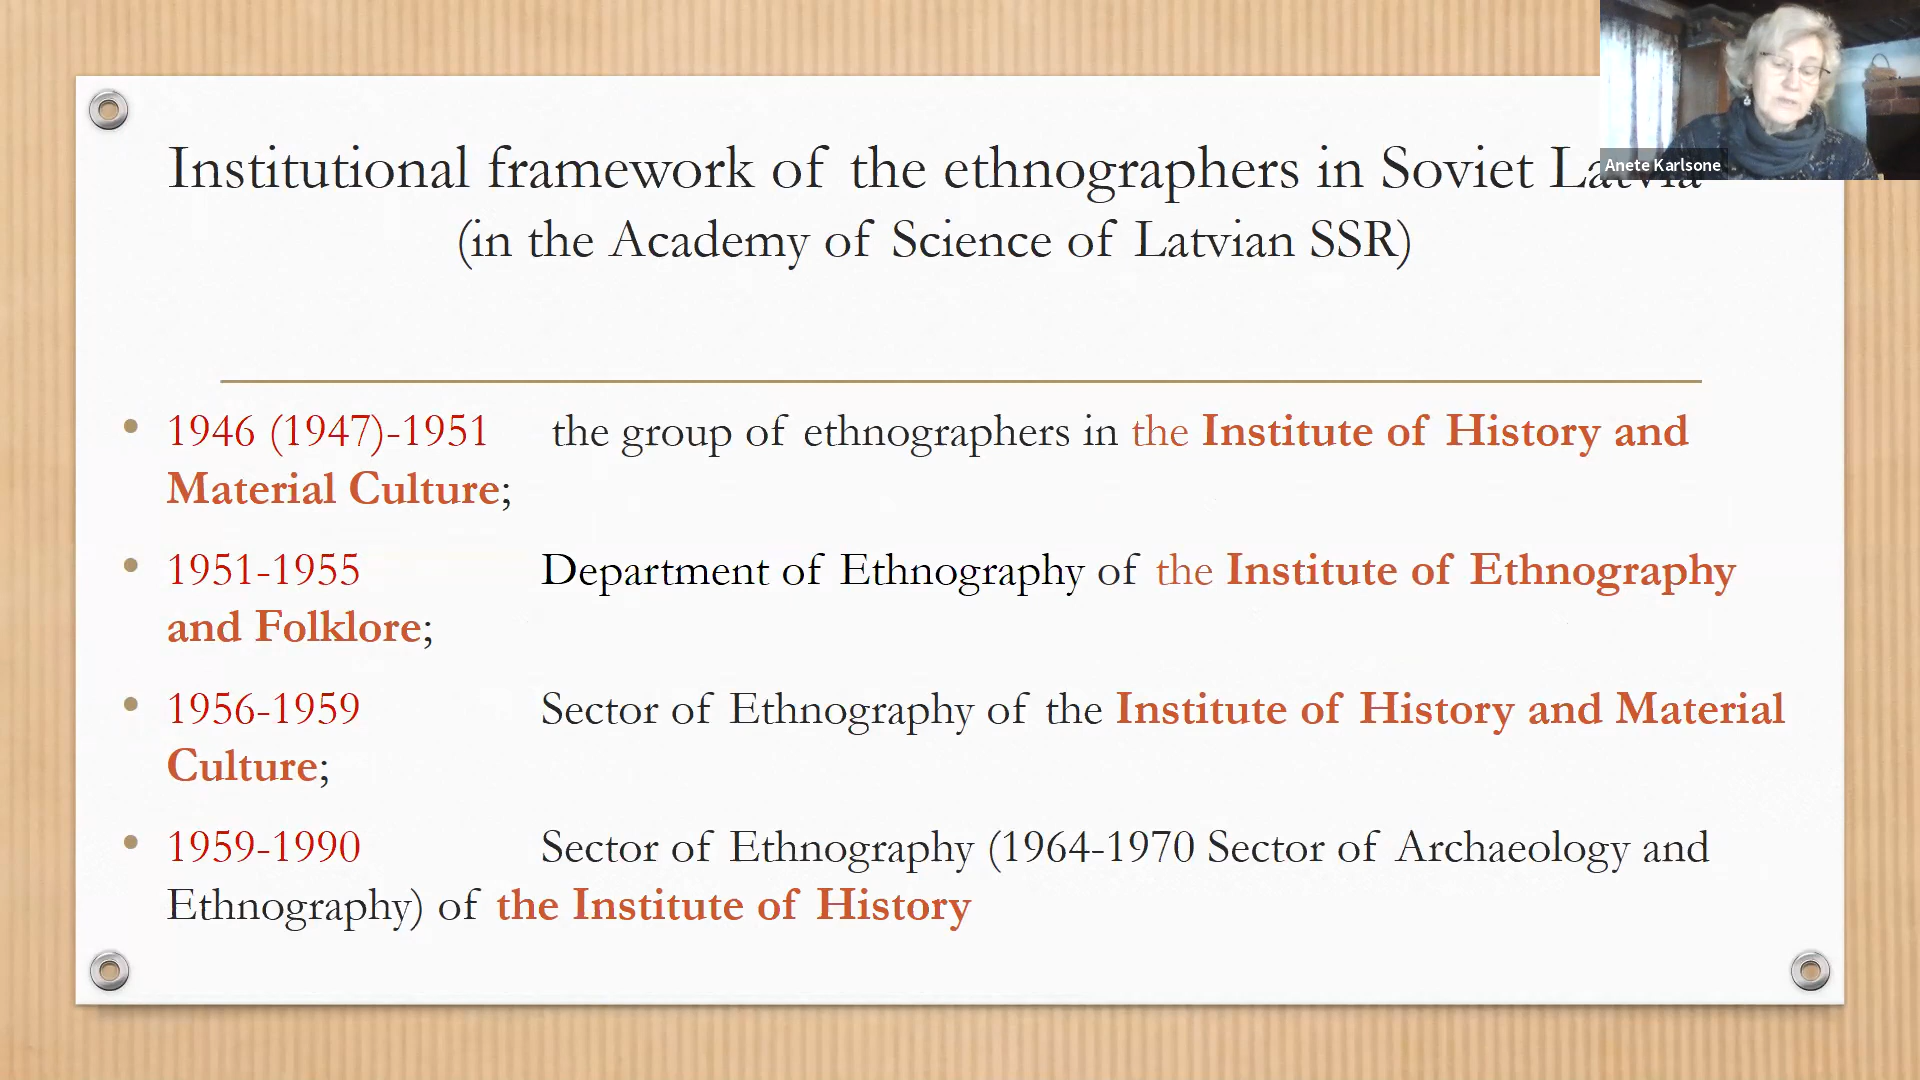 Institutional framework of the ethnographers in Soviet Latvia
(in the Academy of Science of Latvian SSR)
Anete Karlsone
1946 (1947)-1951 the group of ethnographers in the Institute of History and
Material Culture;
1951-1955 Department of Ethnography of the Institute of Ethnography
and Folklore;
1956-1959 Sector of Ethnography of the Institute of History and Material
Culture;
1959-1990 Sector of Ethnography (1964-1970 Sector of Archaeology and
Ethnography) of the Institute of History